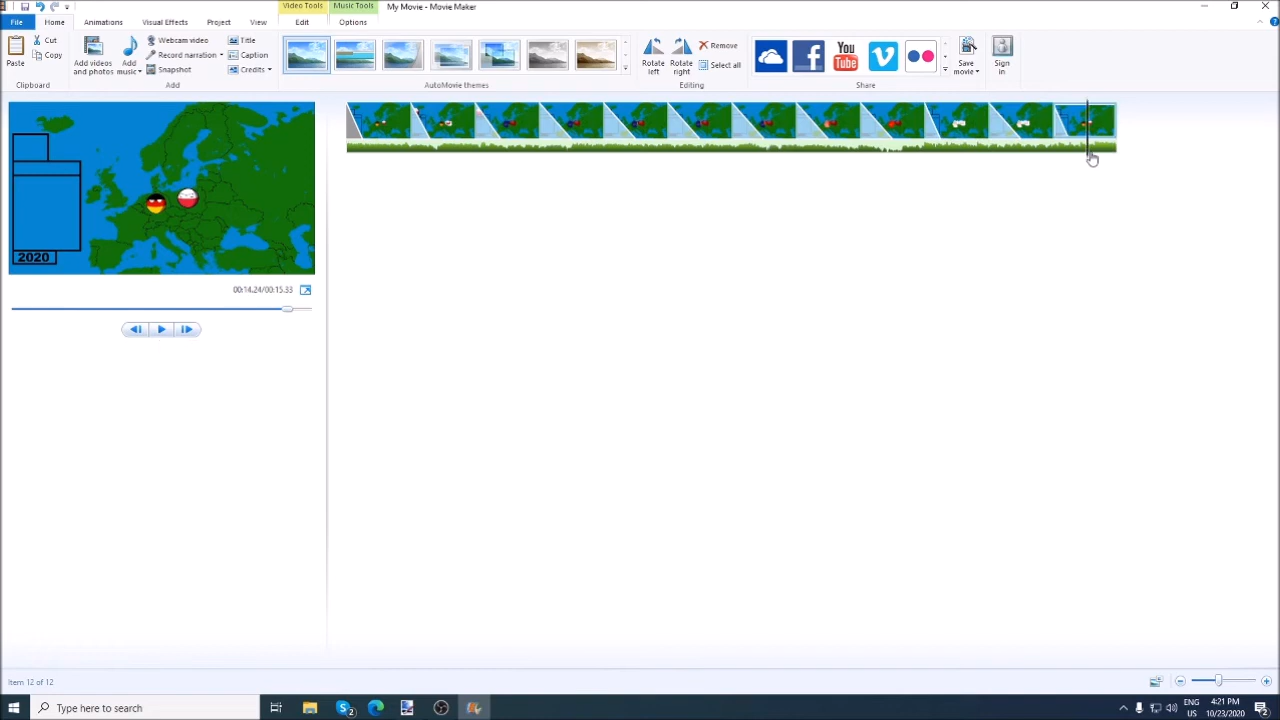 Video Tools
Music Tools
My Movie - Movie Maker
File
Home
Animations
Visual Effects
Project
View
Edit
Options
Paste
Cut
Copy
Clipboard
Add videos and photos
Add music
Webcam video
Record narration
Snapshot
Title
Caption
Credits
Add
AutoMovie themes
Rotate left
Rotate right
Remove
Select all
Editing
You Tube
Share
Save movie
Sign in
2020
00:14.24/00:15.33
Item 12 of 12
Type here to search
2
ENG
US
4:21 PM
10/23/2020
2